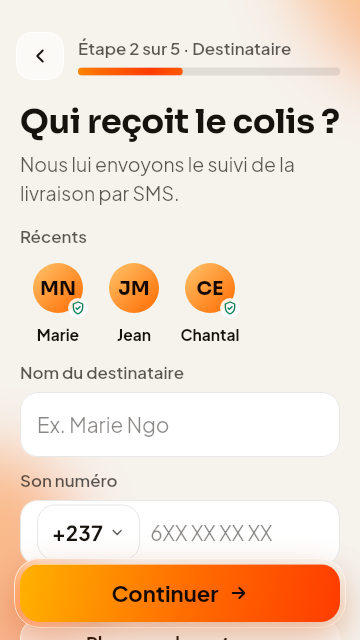 Étape 2 sur 5 · Destinataire
Qui reçoit le colis ?
Nous lui envoyons le suivi de la
livraison par SMS.
Récents
MN JM CE
Marie Jean Chantal
Nom du destinataire
Ex. Marie Ngo
Son numéro
+237 6XX XX XX XX
Continuer →